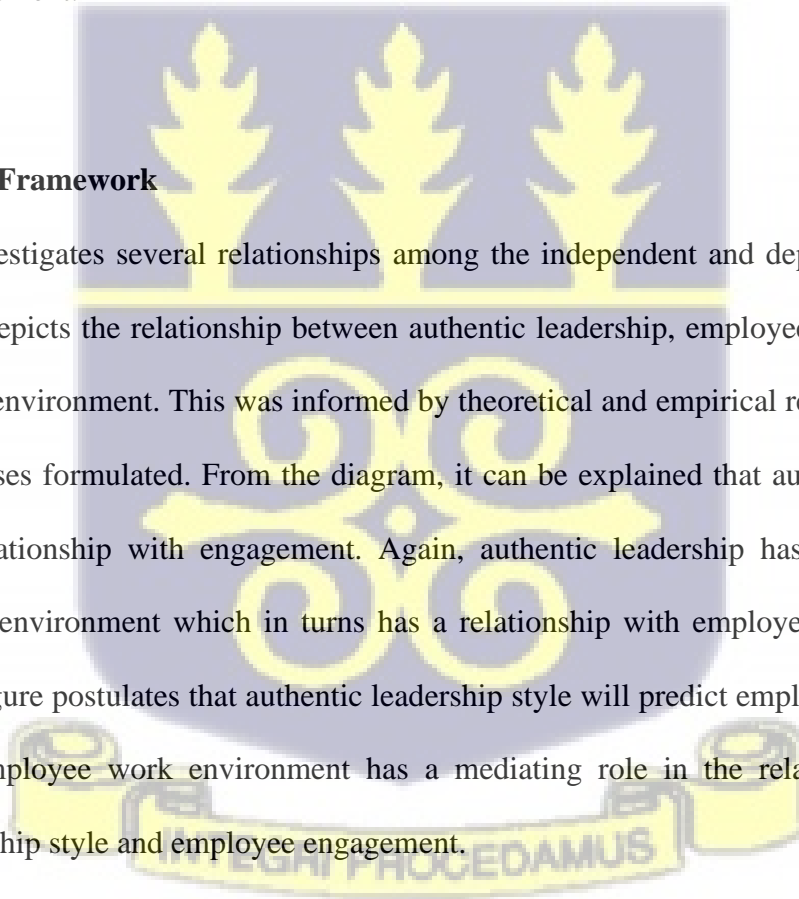 Framework
estigates several relationships among the independent and dep
epicts the relationship between authentic leadership, employee
environment. This was informed by theoretical and empirical re
ses formulated. From the diagram, it can be explained that au
ationship with engagement. Again, authentic leadership has
environment which in turns has a relationship with employe
gure postulates that authentic leadership style will predict empl
mployee work environment has a mediating role in the rela
hip style and employee engagement.
INTEGRI PROCEDAMUS